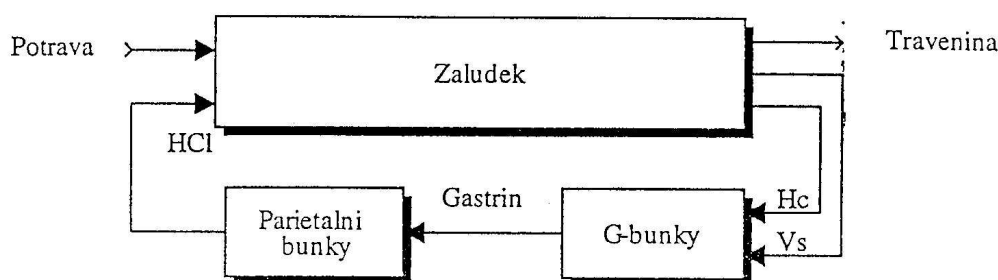 Potrava
Zaludek
Travenina
HCl
Parietalni
bunky
Gastrin
G-bunky
Hc
Vs